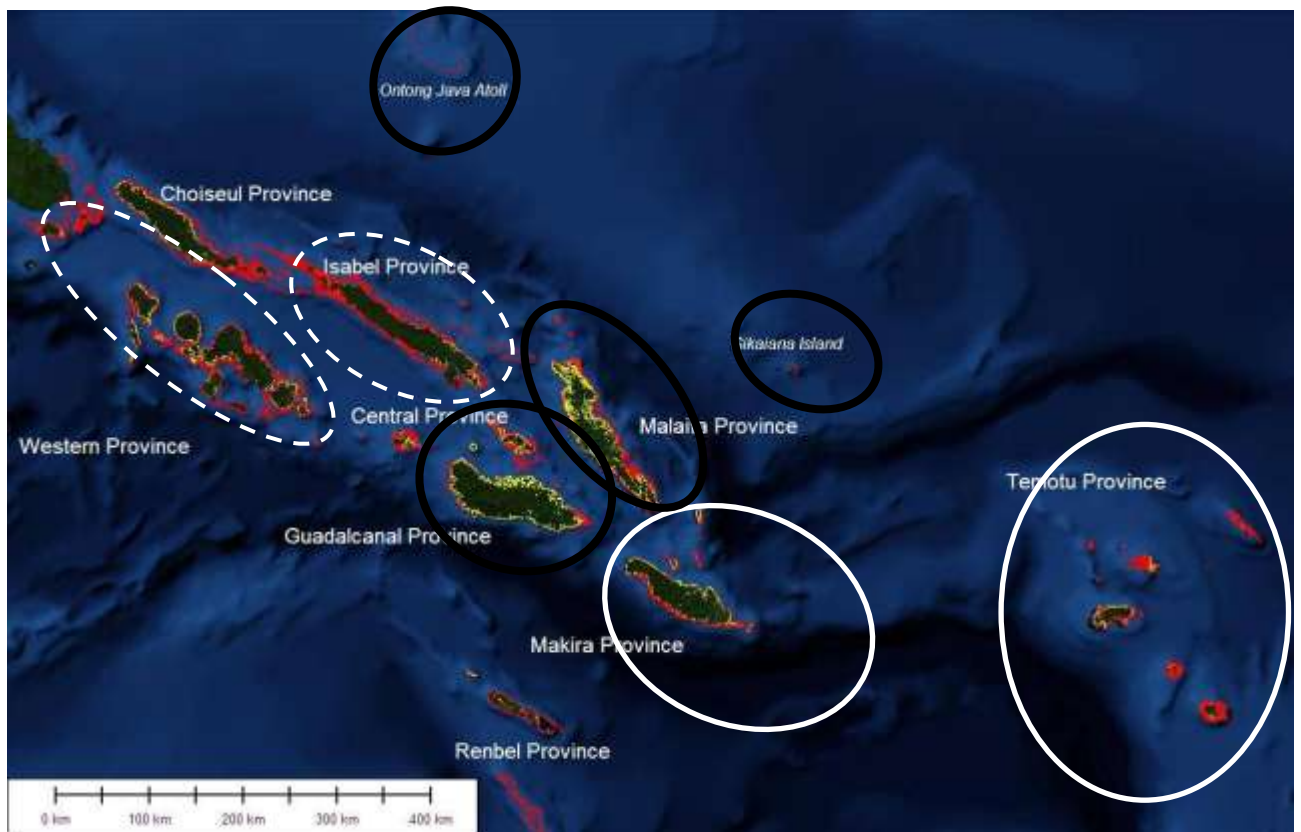 Ontong Java Atoll
Choiseul Province
Isabel Province
Sikaiana Island
Central Province
Malaita Province
Western Province
Temotu Province
Guadalcanal Province
Makira Province
Renbel Province
0 km 100 km 200 km 300 km 400 km